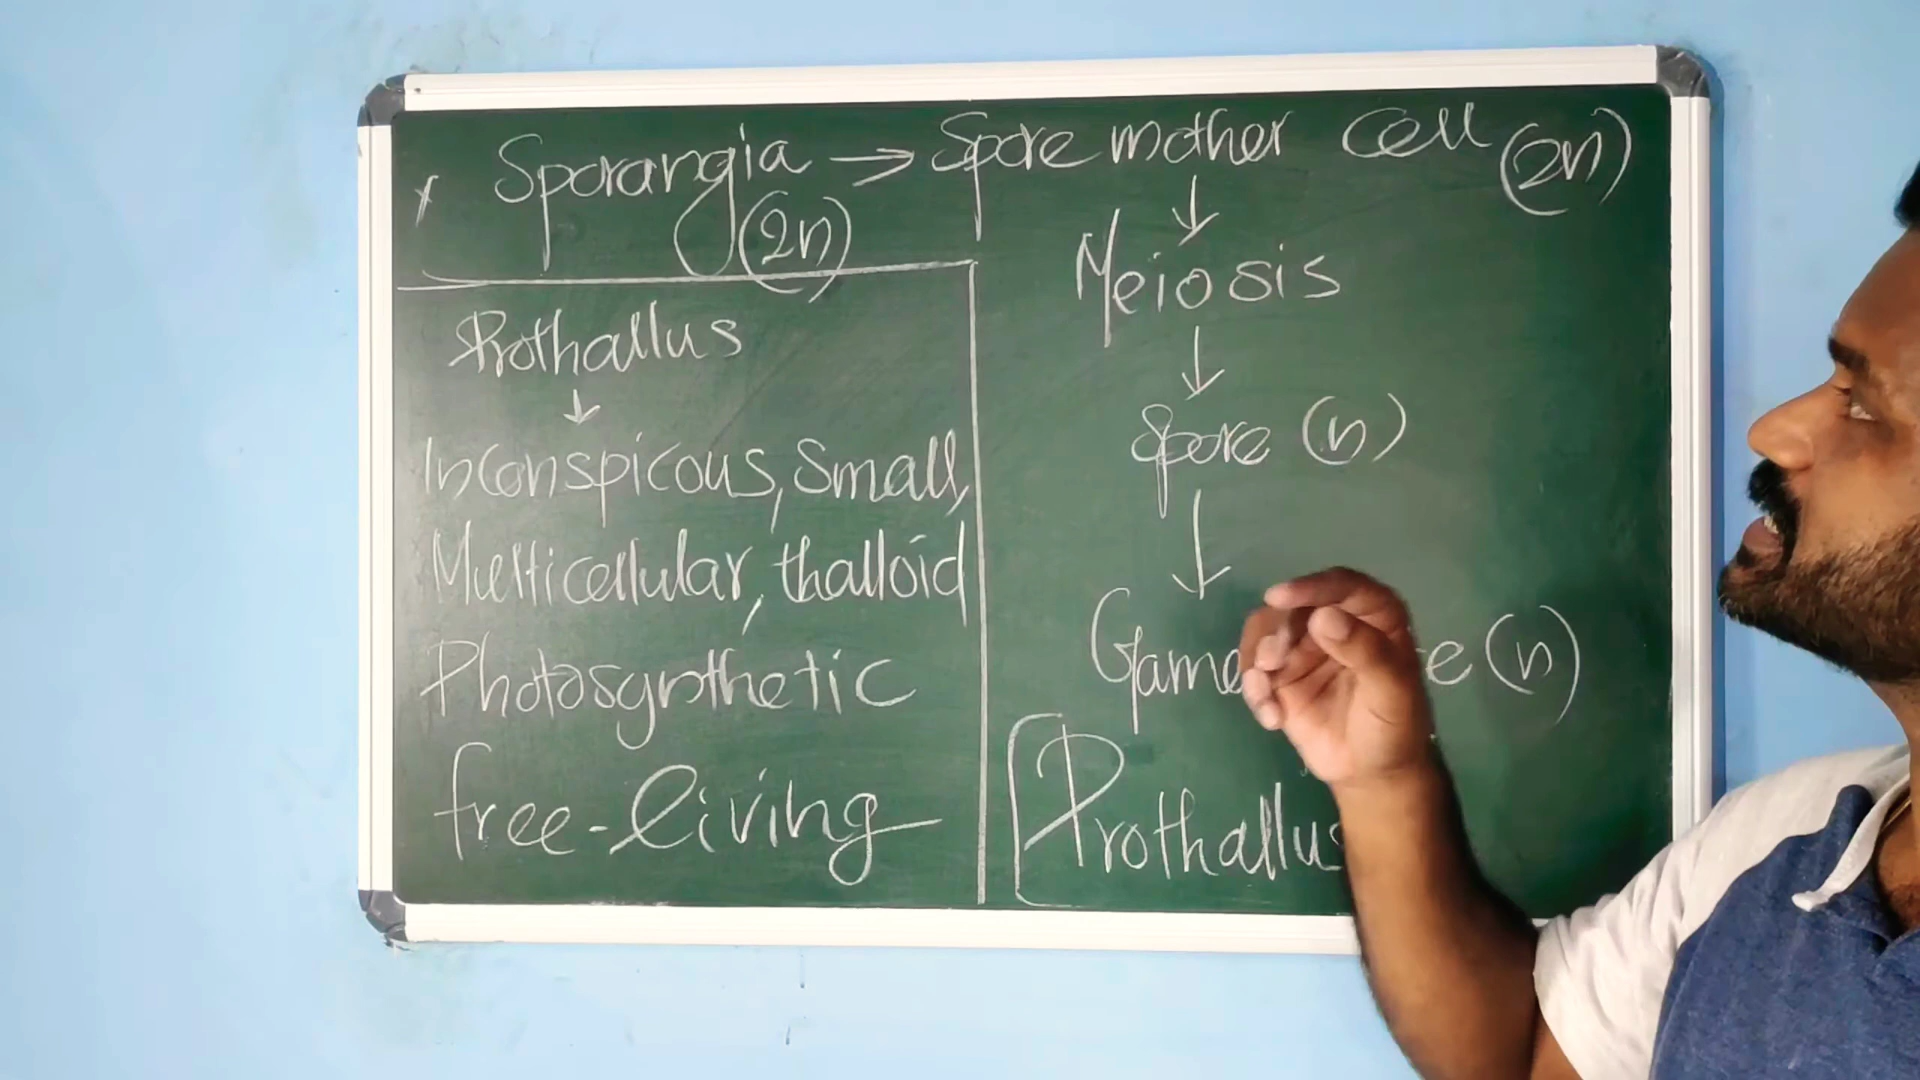 Sporangia → Spore mother Cell (2n)
(2n)
↓
Meiosis
↓
Spore (n)
↓
(n)
Prothallus
Prothallus
↓
Inconspicous, Small,
Multicellular, thalloid
Photosynthetic
free-living